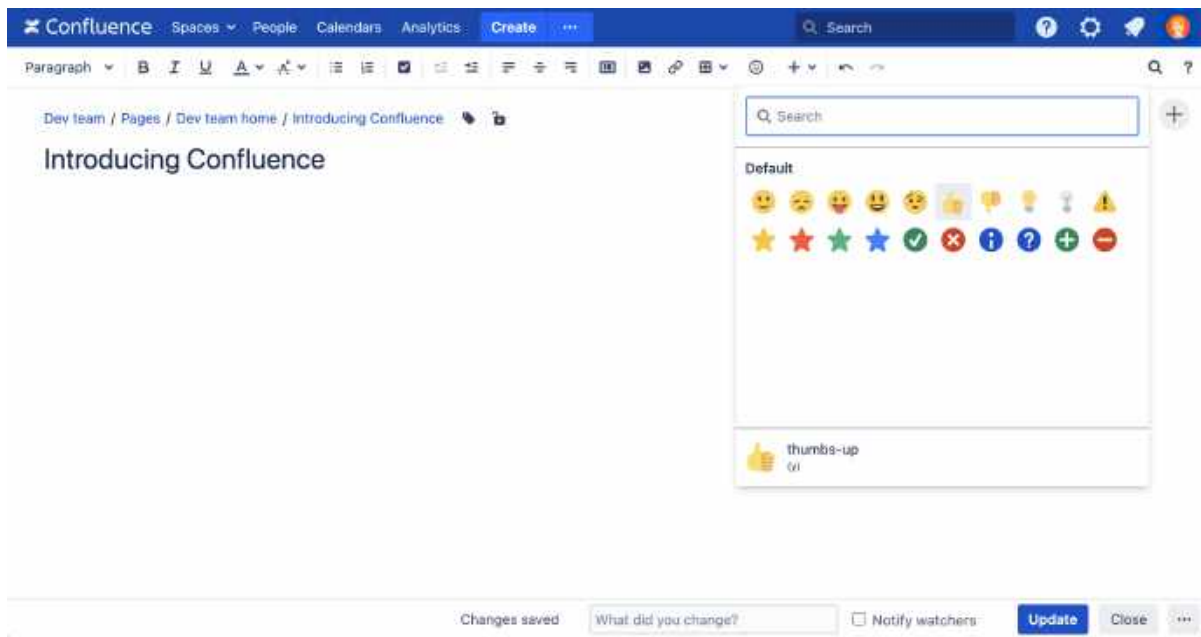 Confluence Spaces People Calendars Analytics Create ··· Search
Paragraph B I U A
Dev team / Pages / Dev team home / Introducing Confluence
Search
Introducing Confluence
Default
thumbs-up
(y)
Changes saved What did you change? Notify watchers Update Close ···